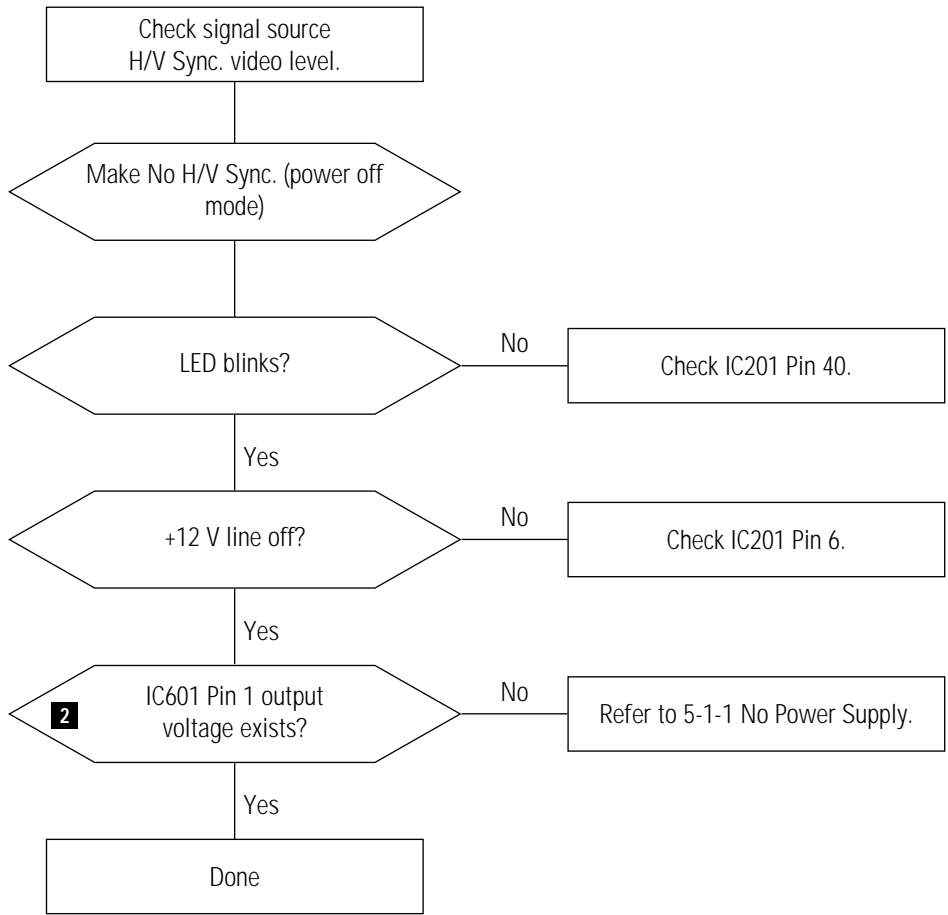 Check signal source
H/V Sync. video level.
Make No H/V Sync. (power off
mode)
LED blinks?
No
Check IC201 Pin 40.
Yes
+12 V line off?
No
Check IC201 Pin 6.
Yes
2
IC601 Pin 1 output
voltage exists?
No
Refer to 5-1-1 No Power Supply.
Yes
Done